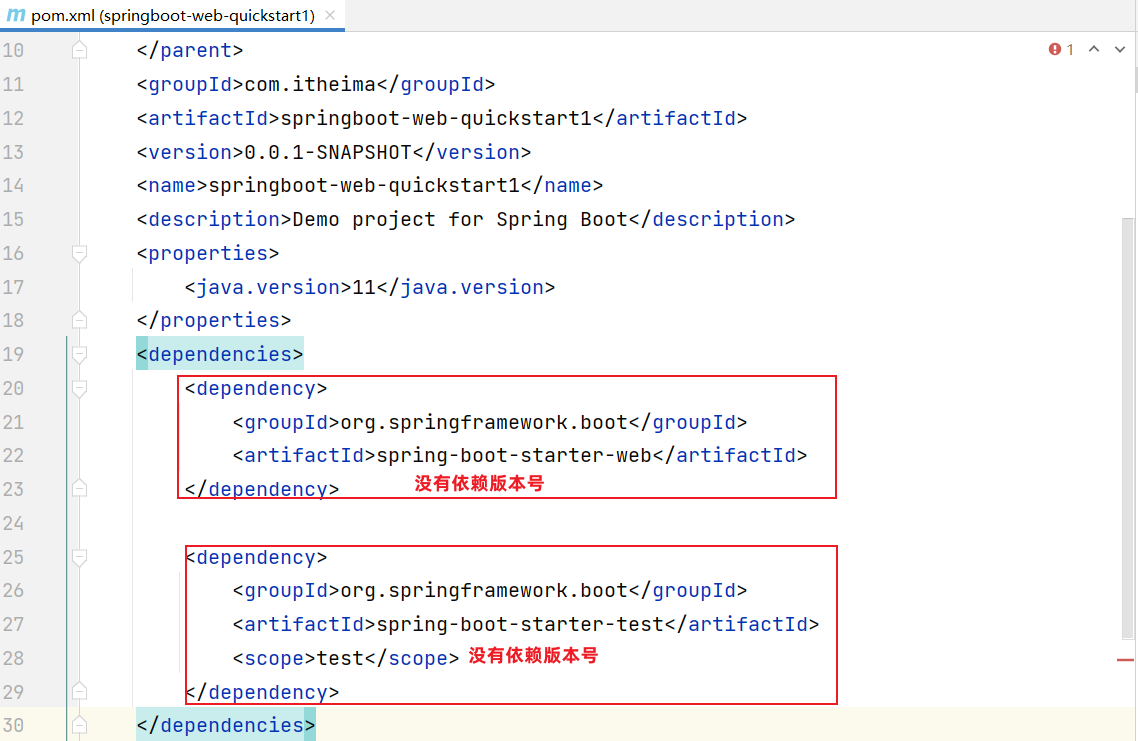 m pom.xml (springboot-web-quickstart1) ×
1
10 </parent>
11 <groupId>com.itheima</groupId>
12 <artifactId>springboot-web-quickstart1</artifactId>
13 <version>0.0.1-SNAPSHOT</version>
14 <name>springboot-web-quickstart1</name>
15 <description>Demo project for Spring Boot</description>
16 <properties>
17 <java.version>11</java.version>
18 </properties>
19 <dependencies>
20 <dependency>
21 <groupId>org.springframework.boot</groupId>
22 <artifactId>spring-boot-starter-web</artifactId>
23 </dependency> 没有依赖版本号
24
25 <dependency>
26 <groupId>org.springframework.boot</groupId>
27 <artifactId>spring-boot-starter-test</artifactId>
28 <scope>test</scope> 没有依赖版本号
29 </dependency>
30 </dependencies>